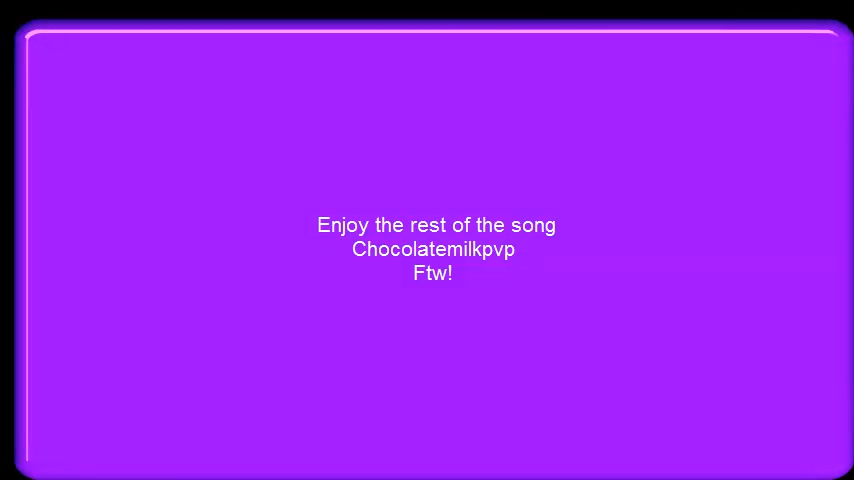 Enjoy the rest of the song
Chocolatemilkpvp
Ftw!